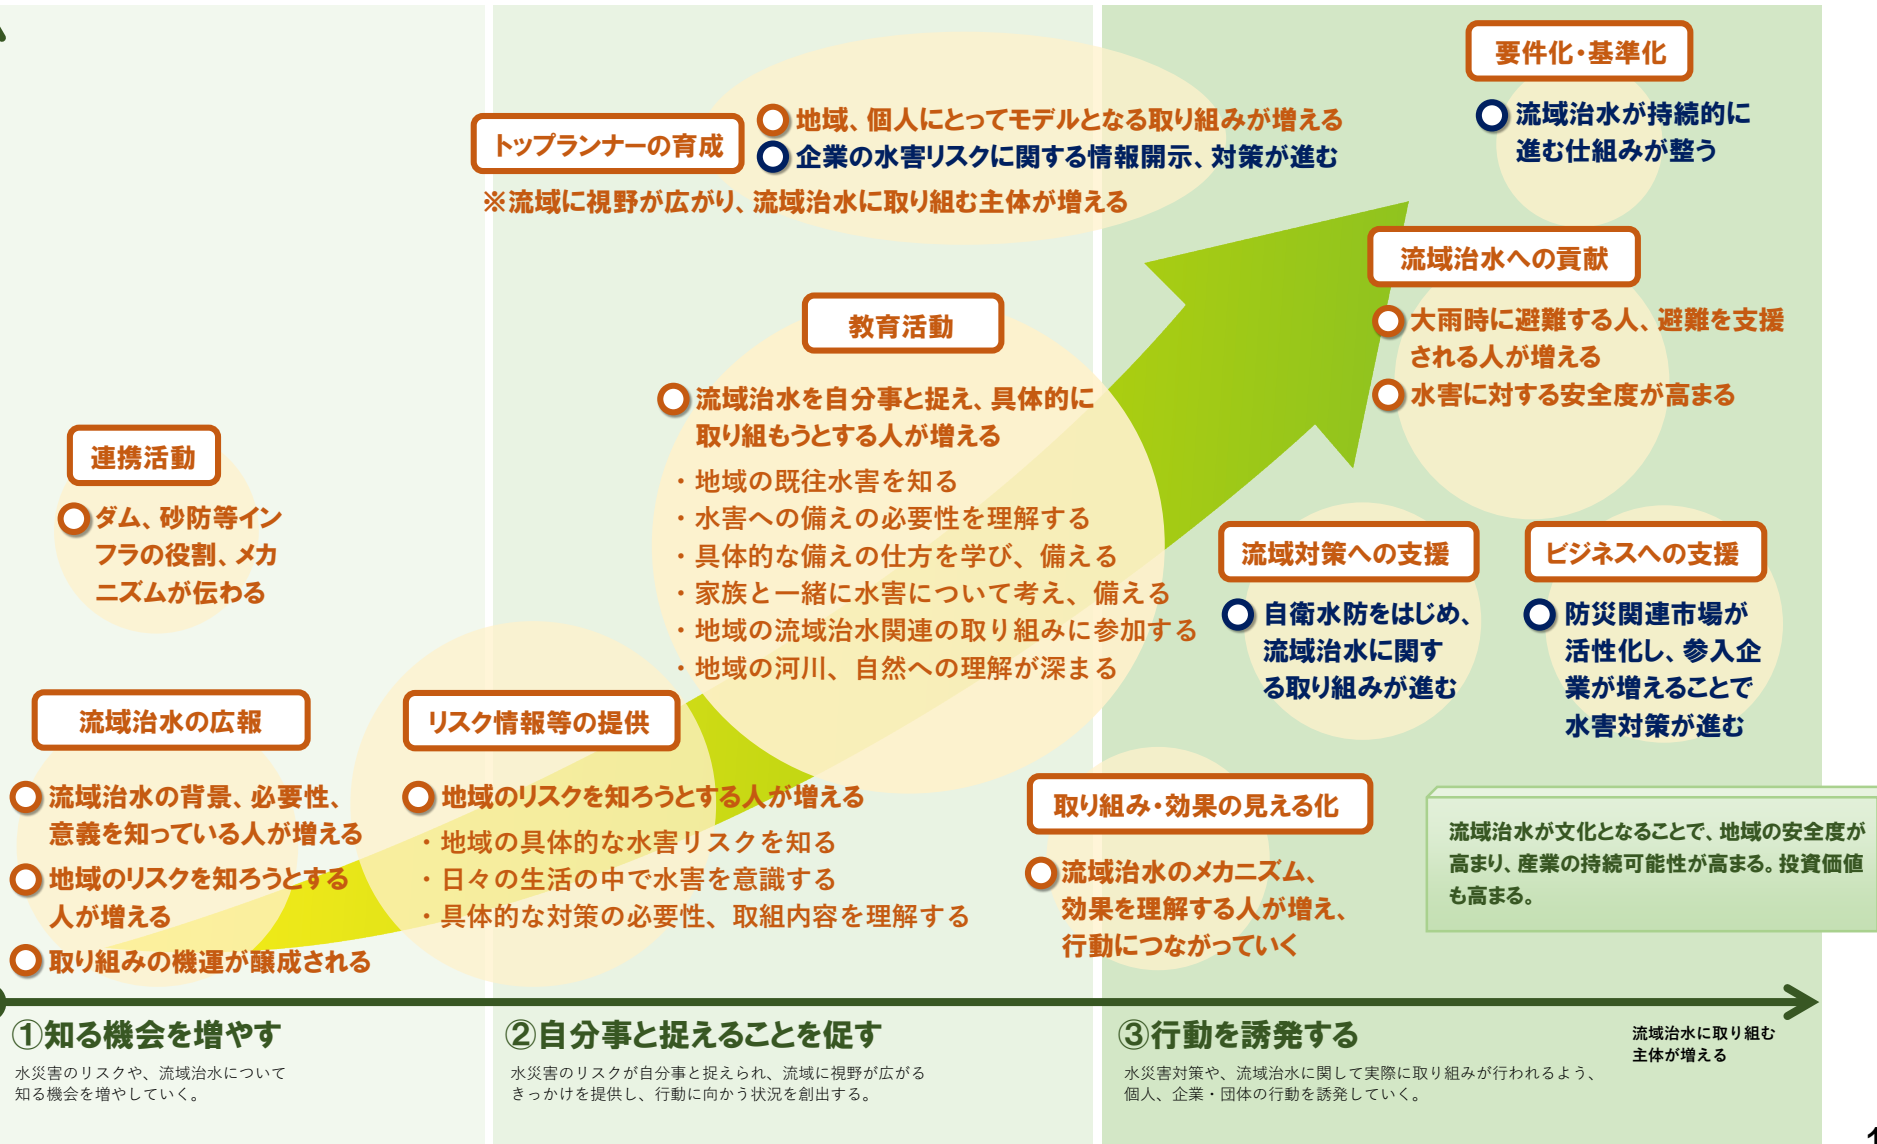 要件化・基準化
流域治水が持続的に
進む仕組みが整う
トップランナーの育成
地域、個人にとってモデルとなる取り組みが増える
企業の水害リスクに関する情報開示、対策が進む
※流域に視野が広がり、流域治水に取り組む主体が増える
流域治水への貢献
大雨時に避難する人、避難を支援
される人が増える
水害に対する安全度が高まる
教育活動
流域治水を自分事と捉え、具体的に
取り組もうとする人が増える
・地域の既往水害を知る
・水害への備えの必要性を理解する
・具体的な備えの仕方を学び、備える
・家族と一緒に水害について考え、備える
・地域の流域治水関連の取り組みに参加する
・地域の河川、自然への理解が深まる
連携活動
ダム、砂防等イン
フラの役割、メカ
ニズムが伝わる
流域対策への支援
自衛水防をはじめ、
流域治水に関す
る取り組みが進む
ビジネスへの支援
防災関連市場が
活性化し、参入企
業が増えることで
水害対策が進む
流域治水の広報
流域治水の背景、必要性、
意義を知っている人が増える
地域のリスクを知ろうとする
人が増える
取り組みの機運が醸成される
リスク情報等の提供
地域のリスクを知ろうとする人が増える
・地域の具体的な水害リスクを知る
・日々の生活の中で水害を意識する
・具体的な対策の必要性、取組内容を理解する
取り組み・効果の見える化
流域治水のメカニズム、
効果を理解する人が増え、
行動につながっていく
流域治水が文化となることで、地域の安全度が
高まり、産業の持続可能性が高まる。投資価値
も高まる。
①知る機会を増やす
水災害のリスクや、流域治水について
知る機会を増やしていく。
②自分事と捉えることを促す
水災害のリスクが自分事と捉えられ、流域に視野が広がる
きっかけを提供し、行動に向かう状況を創出する。
③行動を誘発する
水災害対策や、流域治水に関して実際に取り組みが行われるよう、
個人、企業・団体の行動を誘発していく。
流域治水に取り組む
主体が増える